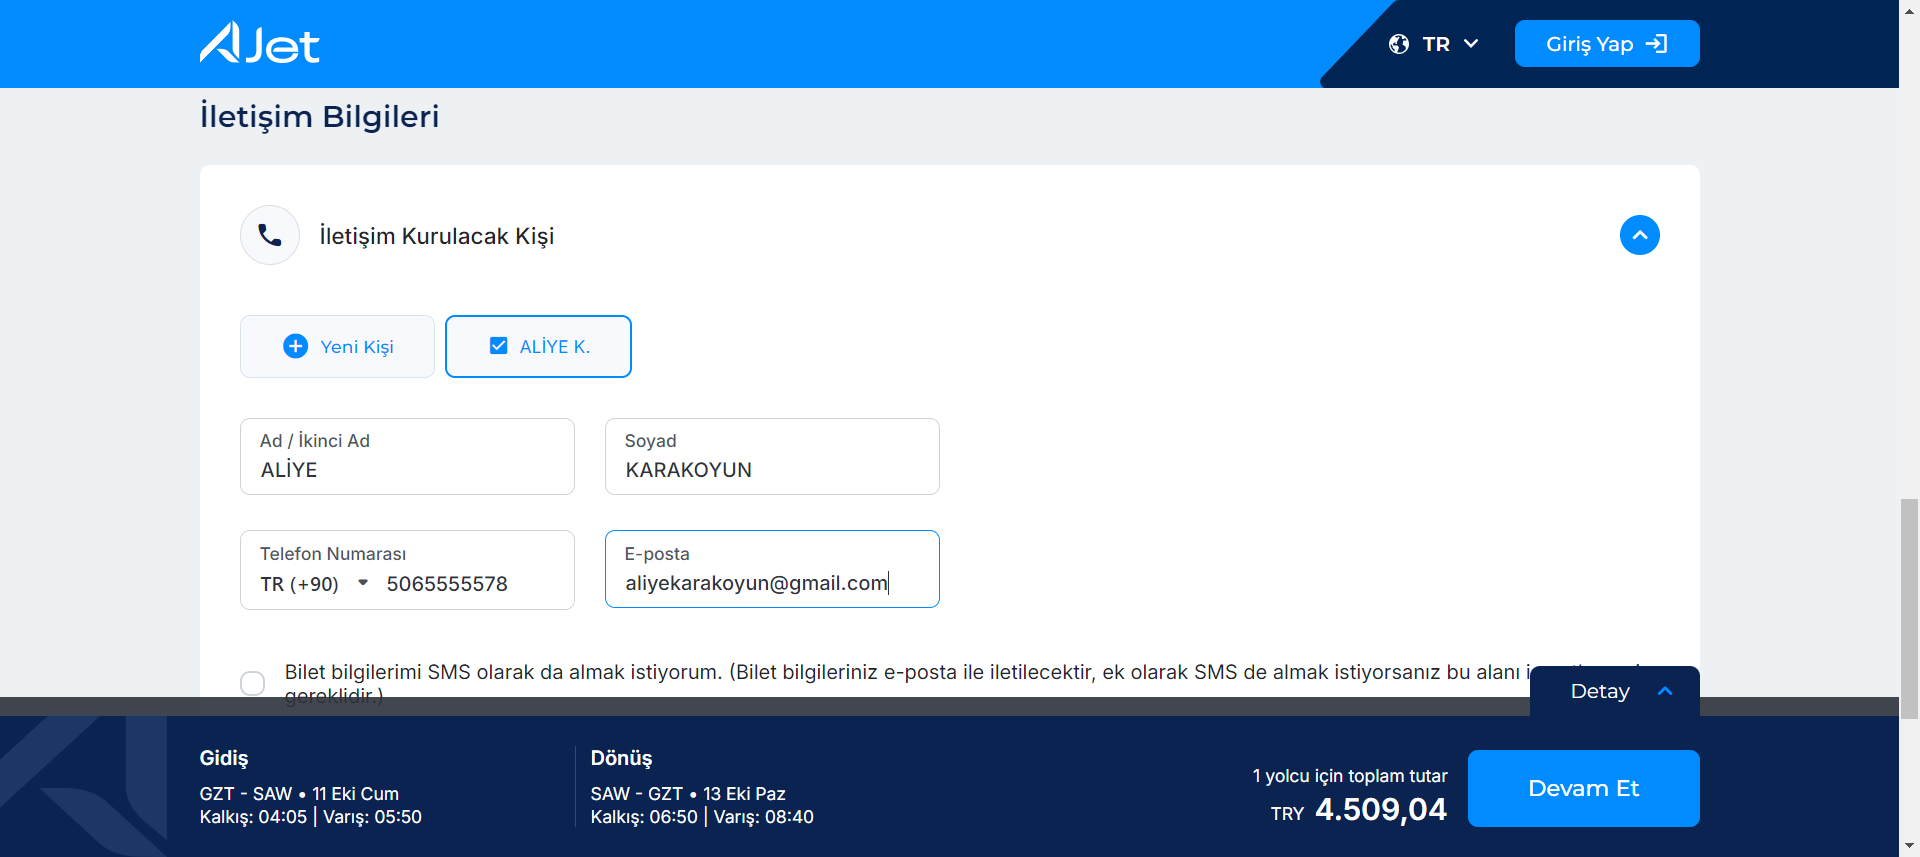 AJet
TR
Giriş Yap
İletişim Bilgileri
İletişim Kurulacak Kişi
Yeni Kişi
ALİYE K.
Ad / İkinci Ad
ALİYE
Soyad
KARAKOYUN
Telefon Numarası
TR (+90) 5065555578
E-posta
aliyekarakoyun@gmail.com
Bilet bilgilerimi SMS olarak da almak istiyorum. (Bilet bilgileriniz e-posta ile iletilecektir, ek olarak SMS de almak istiyorsanız bu alanı
gereklidir.)
Detay
Gidiş
GZT - SAW • 11 Eki Cum
Kalkış: 04:05 | Varış: 05:50
Dönüş
SAW - GZT • 13 Eki Paz
Kalkış: 06:50 | Varış: 08:40
1 yolcu için toplam tutar
TRY 4.509,04
Devam Et